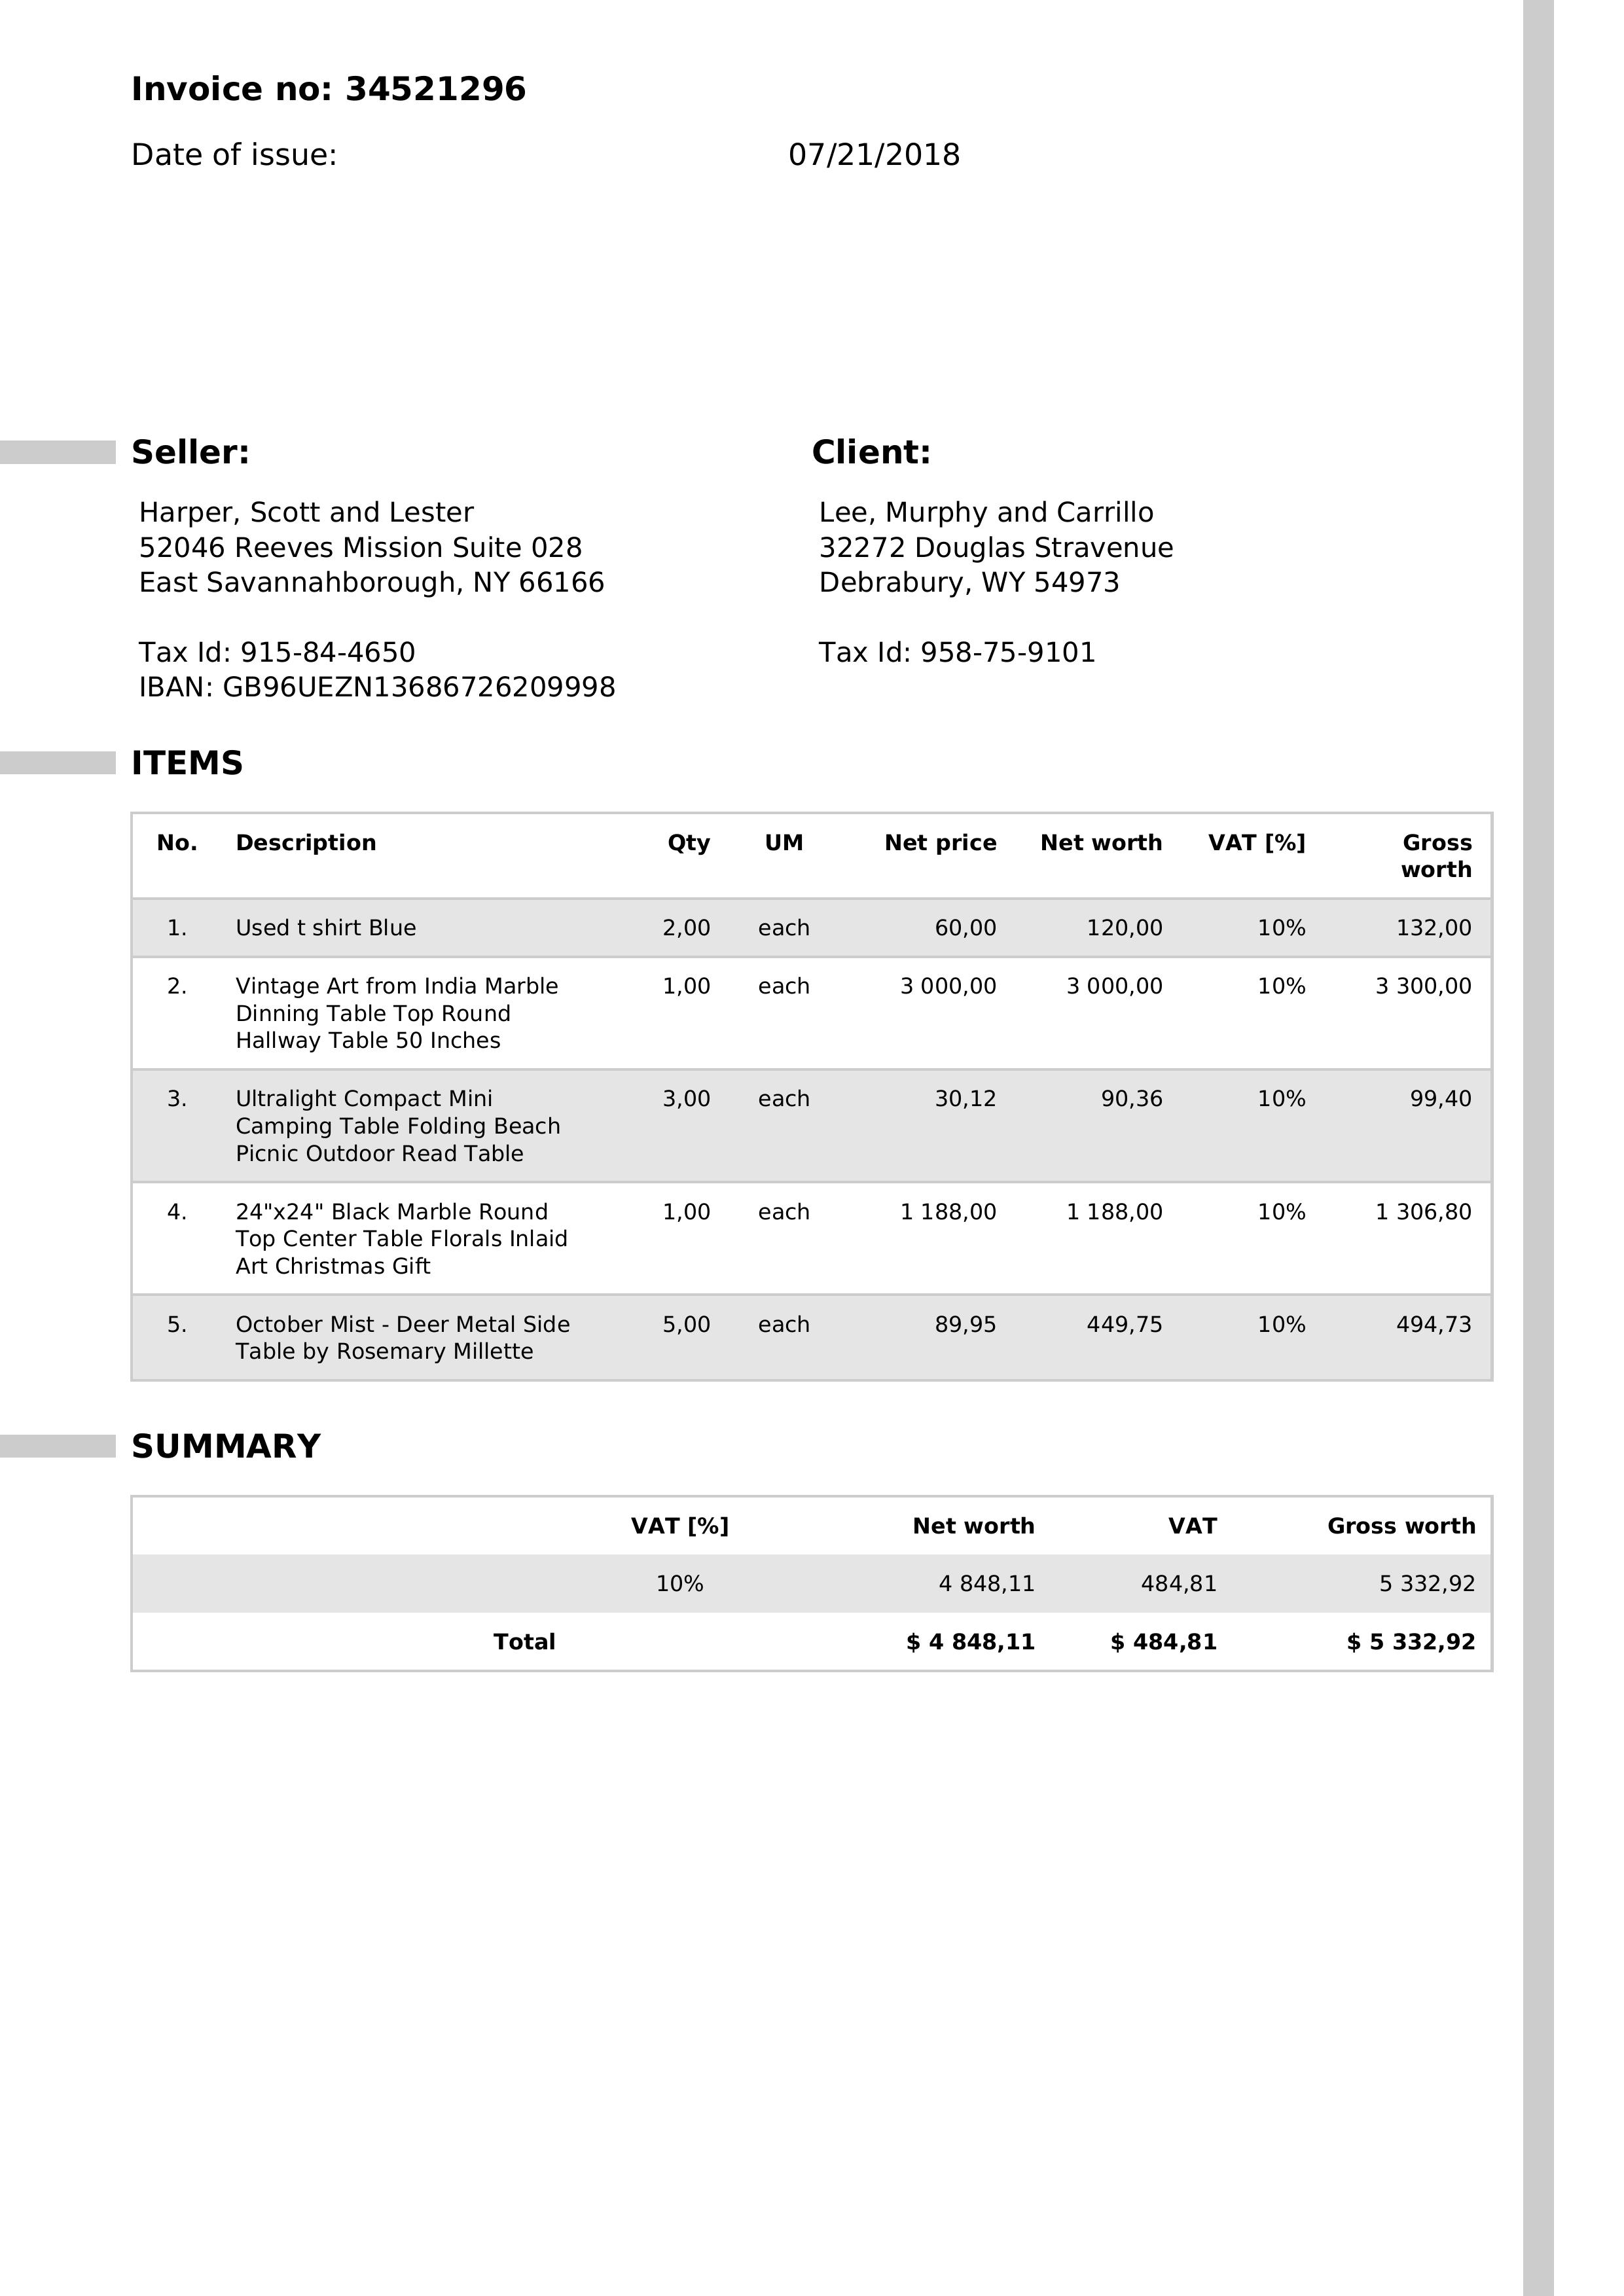 Invoice no: 34521296
Date of issue: 07/21/2018
Seller:
Harper, Scott and Lester
52046 Reeves Mission Suite 028
East Savannahborough, NY 66166
Tax Id: 915-84-4650
IBAN: GB96UEZN13686726209998
Client:
Lee, Murphy and Carrillo
32272 Douglas Stravenue
Debrabury, WY 54973
Tax Id: 958-75-9101
ITEMS
No. Description Qty UM Net price Net worth VAT [%] Gross
worth
1. Used t shirt Blue 2,00 each 60,00 120,00 10% 132,00
2. Vintage Art from India Marble 1,00 each 3 000,00 3 000,00 10% 3 300,00
Dinning Table Top Round
Hallway Table 50 Inches
3. Ultralight Compact Mini 3,00 each 30,12 90,36 10% 99,40
Camping Table Folding Beach
Picnic Outdoor Read Table
4. 24"x24" Black Marble Round 1,00 each 1 188,00 1 188,00 10% 1 306,80
Top Center Table Florals Inlaid
Art Christmas Gift
5. October Mist - Deer Metal Side 5,00 each 89,95 449,75 10% 494,73
Table by Rosemary Millette
SUMMARY
VAT [%] Net worth VAT Gross worth
10% 4 848,11 484,81 5 332,92
Total $ 4 848,11 $ 484,81 $ 5 332,92